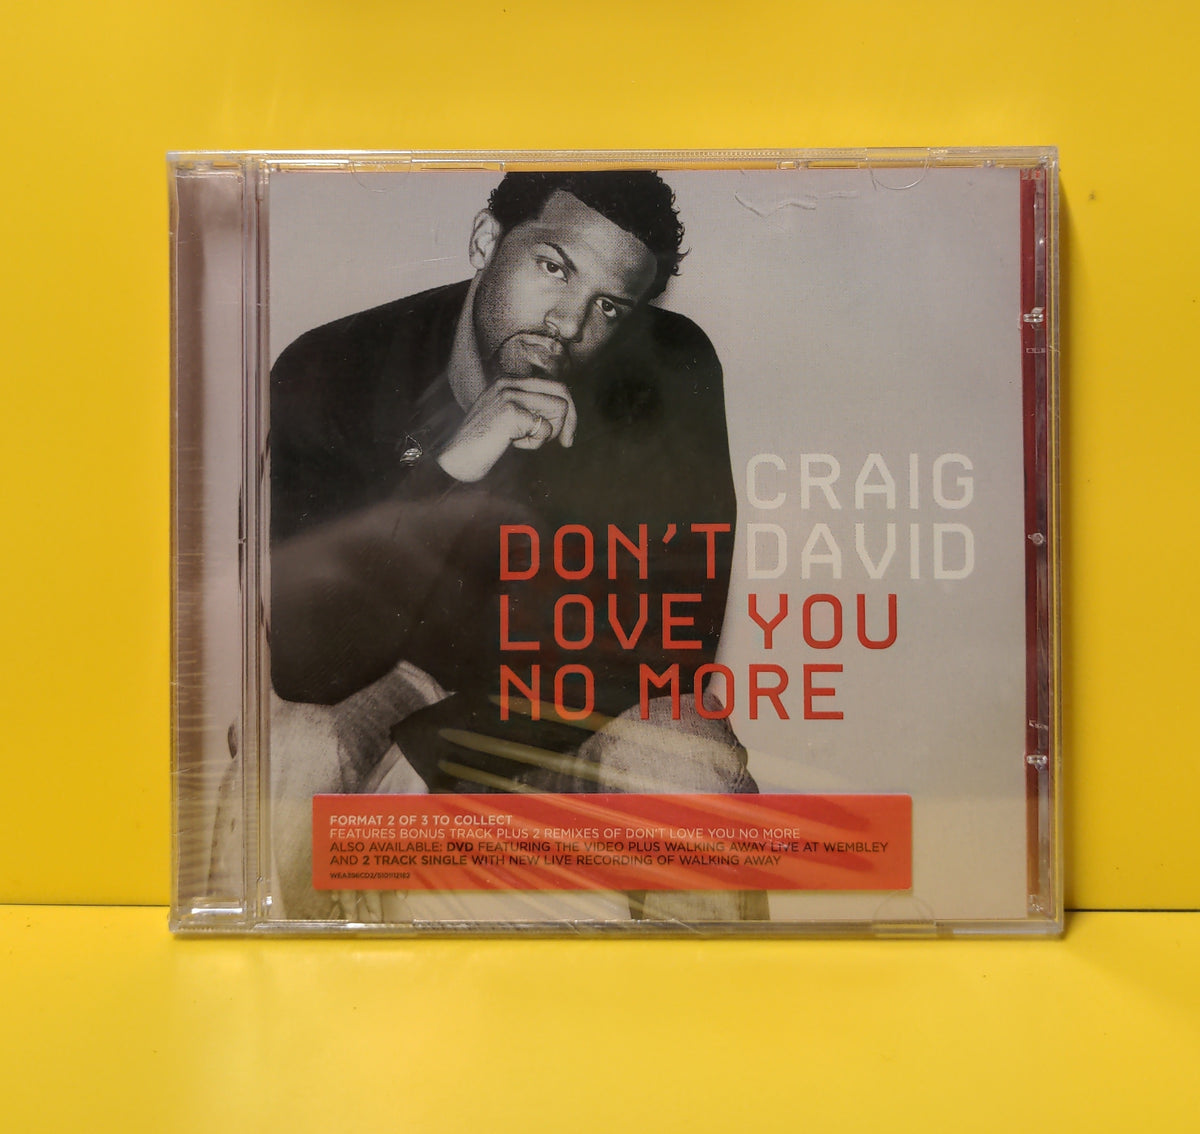 CRAIG
DAVID
DON'T
LOVE YOU
NO MORE
FORMAT 2 OF 3 TO COLLECT
FEATURES BONUS TRACK PLUS 2 REMIXES OF DON'T LOVE YOU NO MORE
ALSO AVAILABLE: DVD FEATURING THE VIDEO PLUS WALKING AWAY LIVE AT WEMBLEY
AND 2 TRACK SINGLE WITH NEW LIVE RECORDING OF WALKING AWAY
WEA396CD2/5101112162